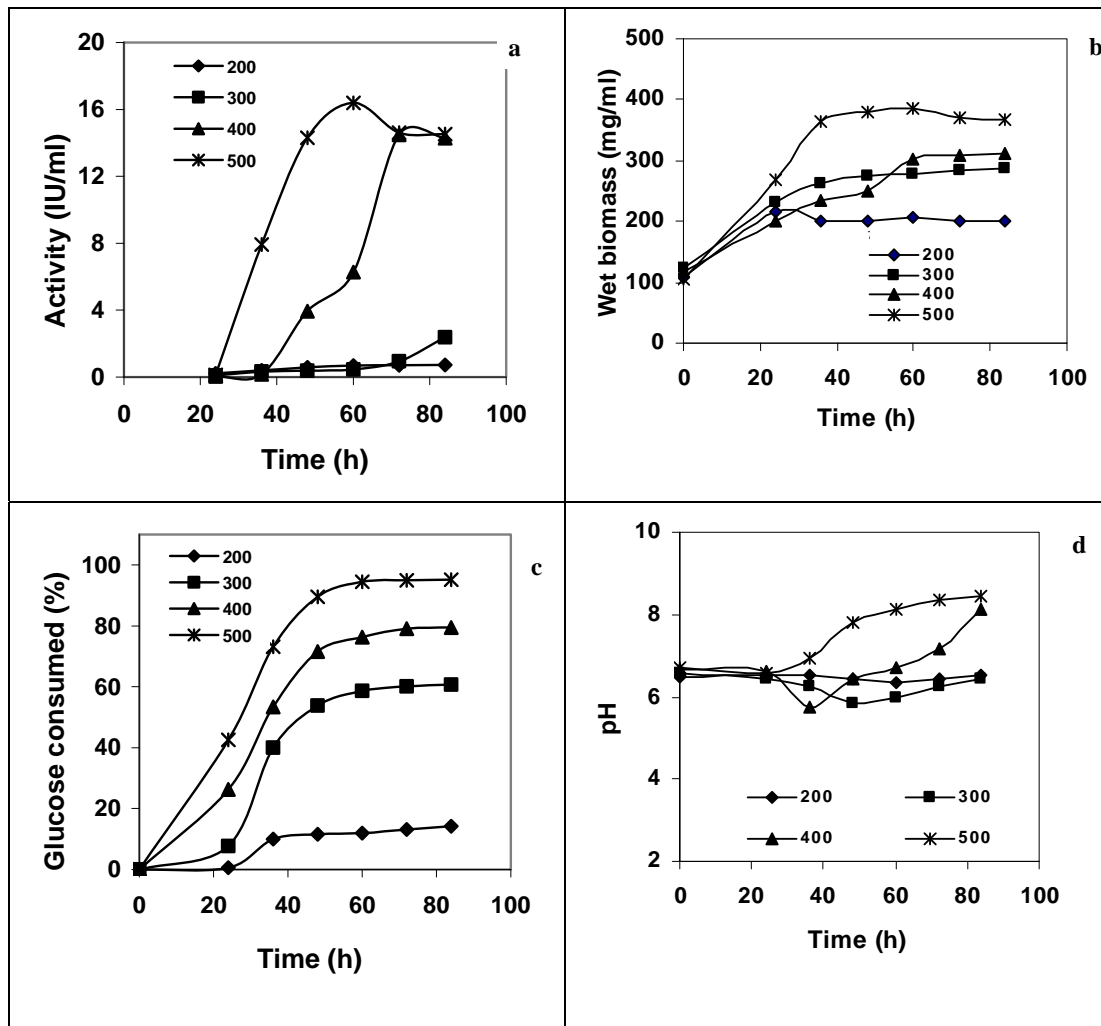 a
20
16
12
8
4
0
Activity (IU/ml)
200
300
400
500
0 20 40 60 80 100
Time (h)
b
500
400
300
200
100
0
Wet biomass (mg/ml)
200
300
400
500
0 20 40 60 80 100
Time (h)
c
100
80
60
40
20
0
Glucose consumed (%)
200
300
400
500
0 20 40 60 80 100
Time (h)
d
10
8
6
4
2
pH
200 300
400 500
0 20 40 60 80 100
Time (h)